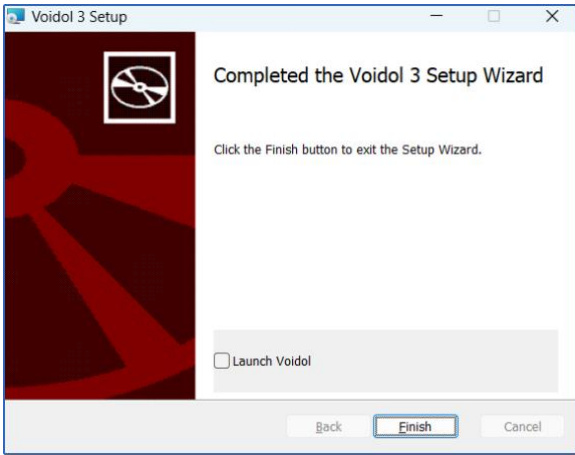 Voidol 3 Setup
Completed the Voidol 3 Setup Wizard
Click the Finish button to exit the Setup Wizard.
Launch Voidol
Back Finish Cancel